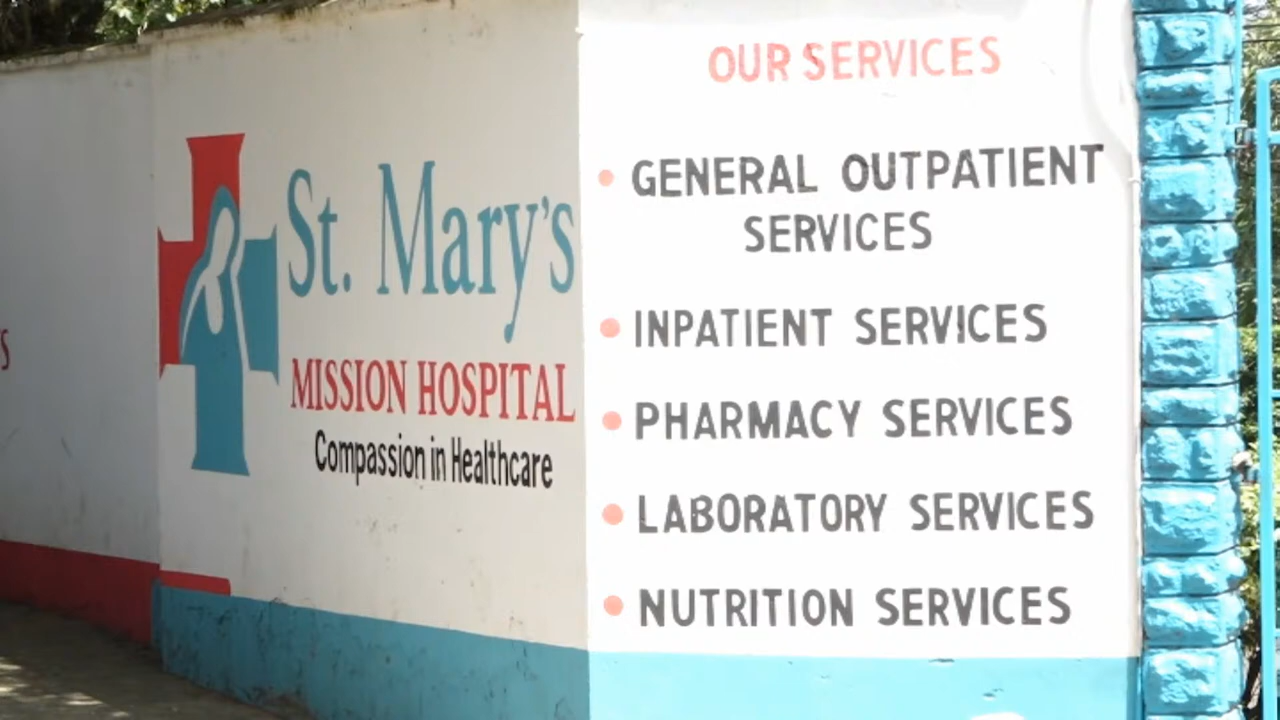 St. Mary's
MISSION HOSPITAL
Compassion in Healthcare
OUR SERVICES
• GENERAL OUTPATIENT
SERVICES
• INPATIENT SERVICES
• PHARMACY SERVICES
• LABORATORY SERVICES
• NUTRITION SERVICES